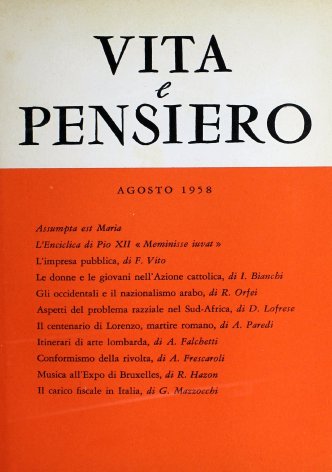 VITA
e
PENSIERO
AGOSTO 1958
Assumpta est Maria
L'Enciclica di Pio XII « Meminisse iuvat »
L'impresa pubblica, di F. Vito
Le donne e le giovani nell'Azione cattolica, di I. Bianchi
Gli occidentali e il nazionalismo arabo, di R. Orfei
Aspetti del problema razziale nel Sud-Africa, di D. Lofrese
Il centenario di Lorenzo, martire romano, di A. Paredi
Itinerari di arte lombarda, di A. Falchetti
Conformismo della rivolta, di A. Frescaroli
Musica all'Expo di Bruxelles, di R. Hazon
Il carico fiscale in Italia, di G. Mazzocchi